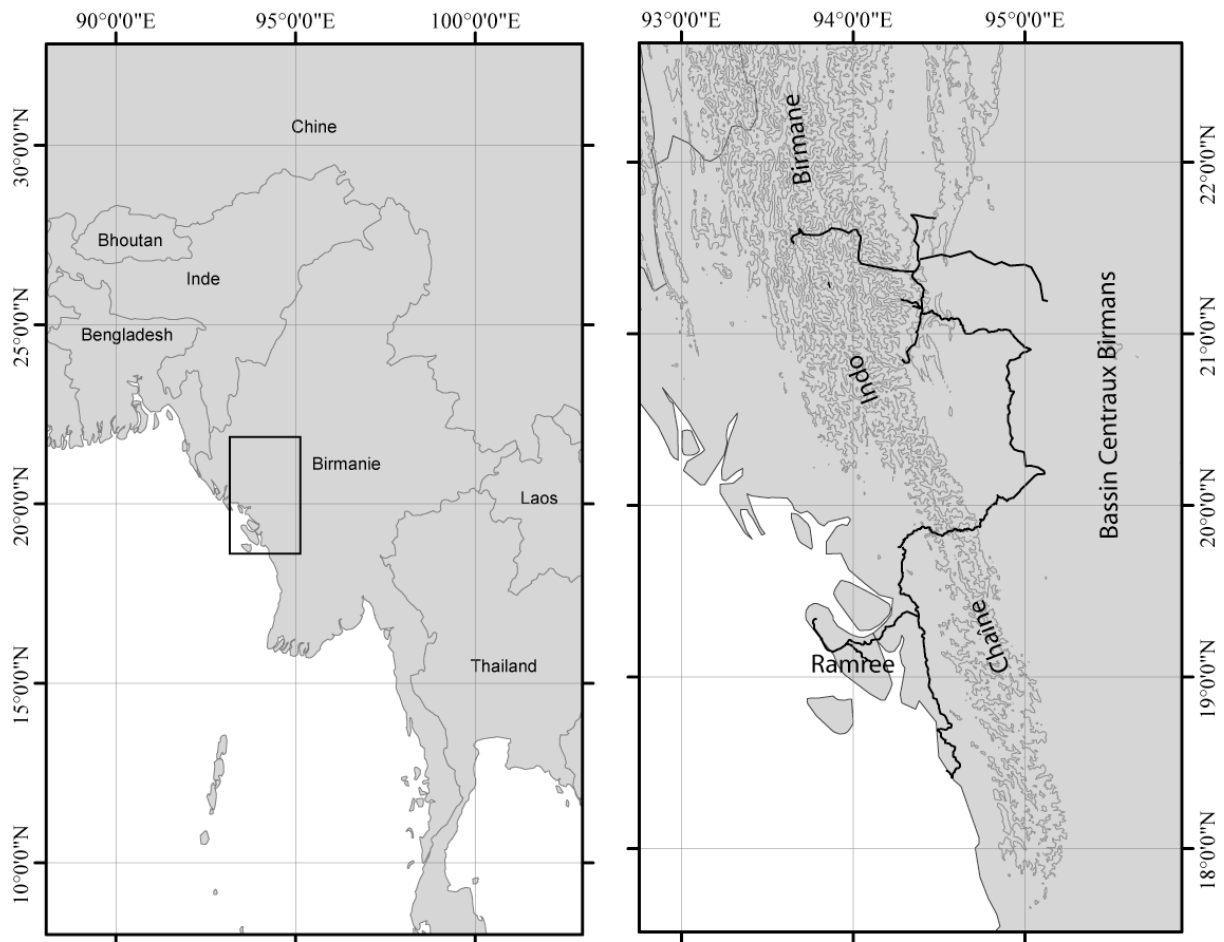 90°0'0"E
95°0'0"E
100°0'0"E
30°0'0"N
25°0'0"N
20°0'0"N
15°0'0"N
10°0'0"N
Chine
Bhoutan
Inde
Bengladesh
Birmanie
Laos
Thailand
93°0'0"E
94°0'0"E
95°0'0"E
22°0'0"N
21°0'0"N
20°0'0"N
19°0'0"N
18°0'0"N
Birmane
Indo
Chaîne
Bassin Centraux Birmans
Ramree